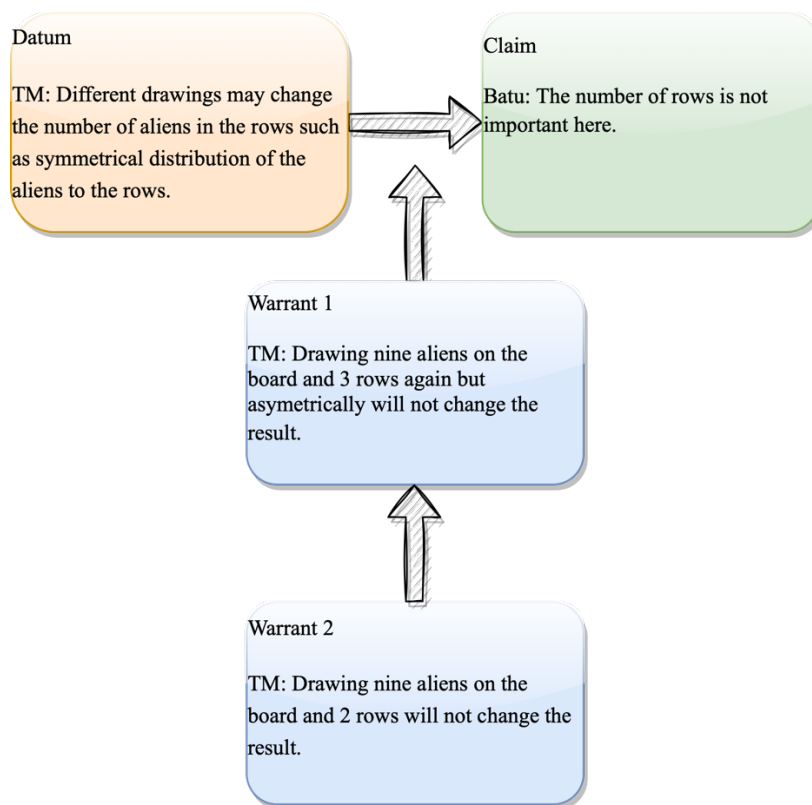 Datum
TM: Different drawings may change
the number of aliens in the rows such
as symmetrical distribution of the
aliens to the rows.
Claim
Batu: The number of rows is not
important here.
Warrant 1
TM: Drawing nine aliens on the
board and 3 rows again but
asymetrically will not change the
result.
Warrant 2
TM: Drawing nine aliens on the
board and 2 rows will not change the
result.